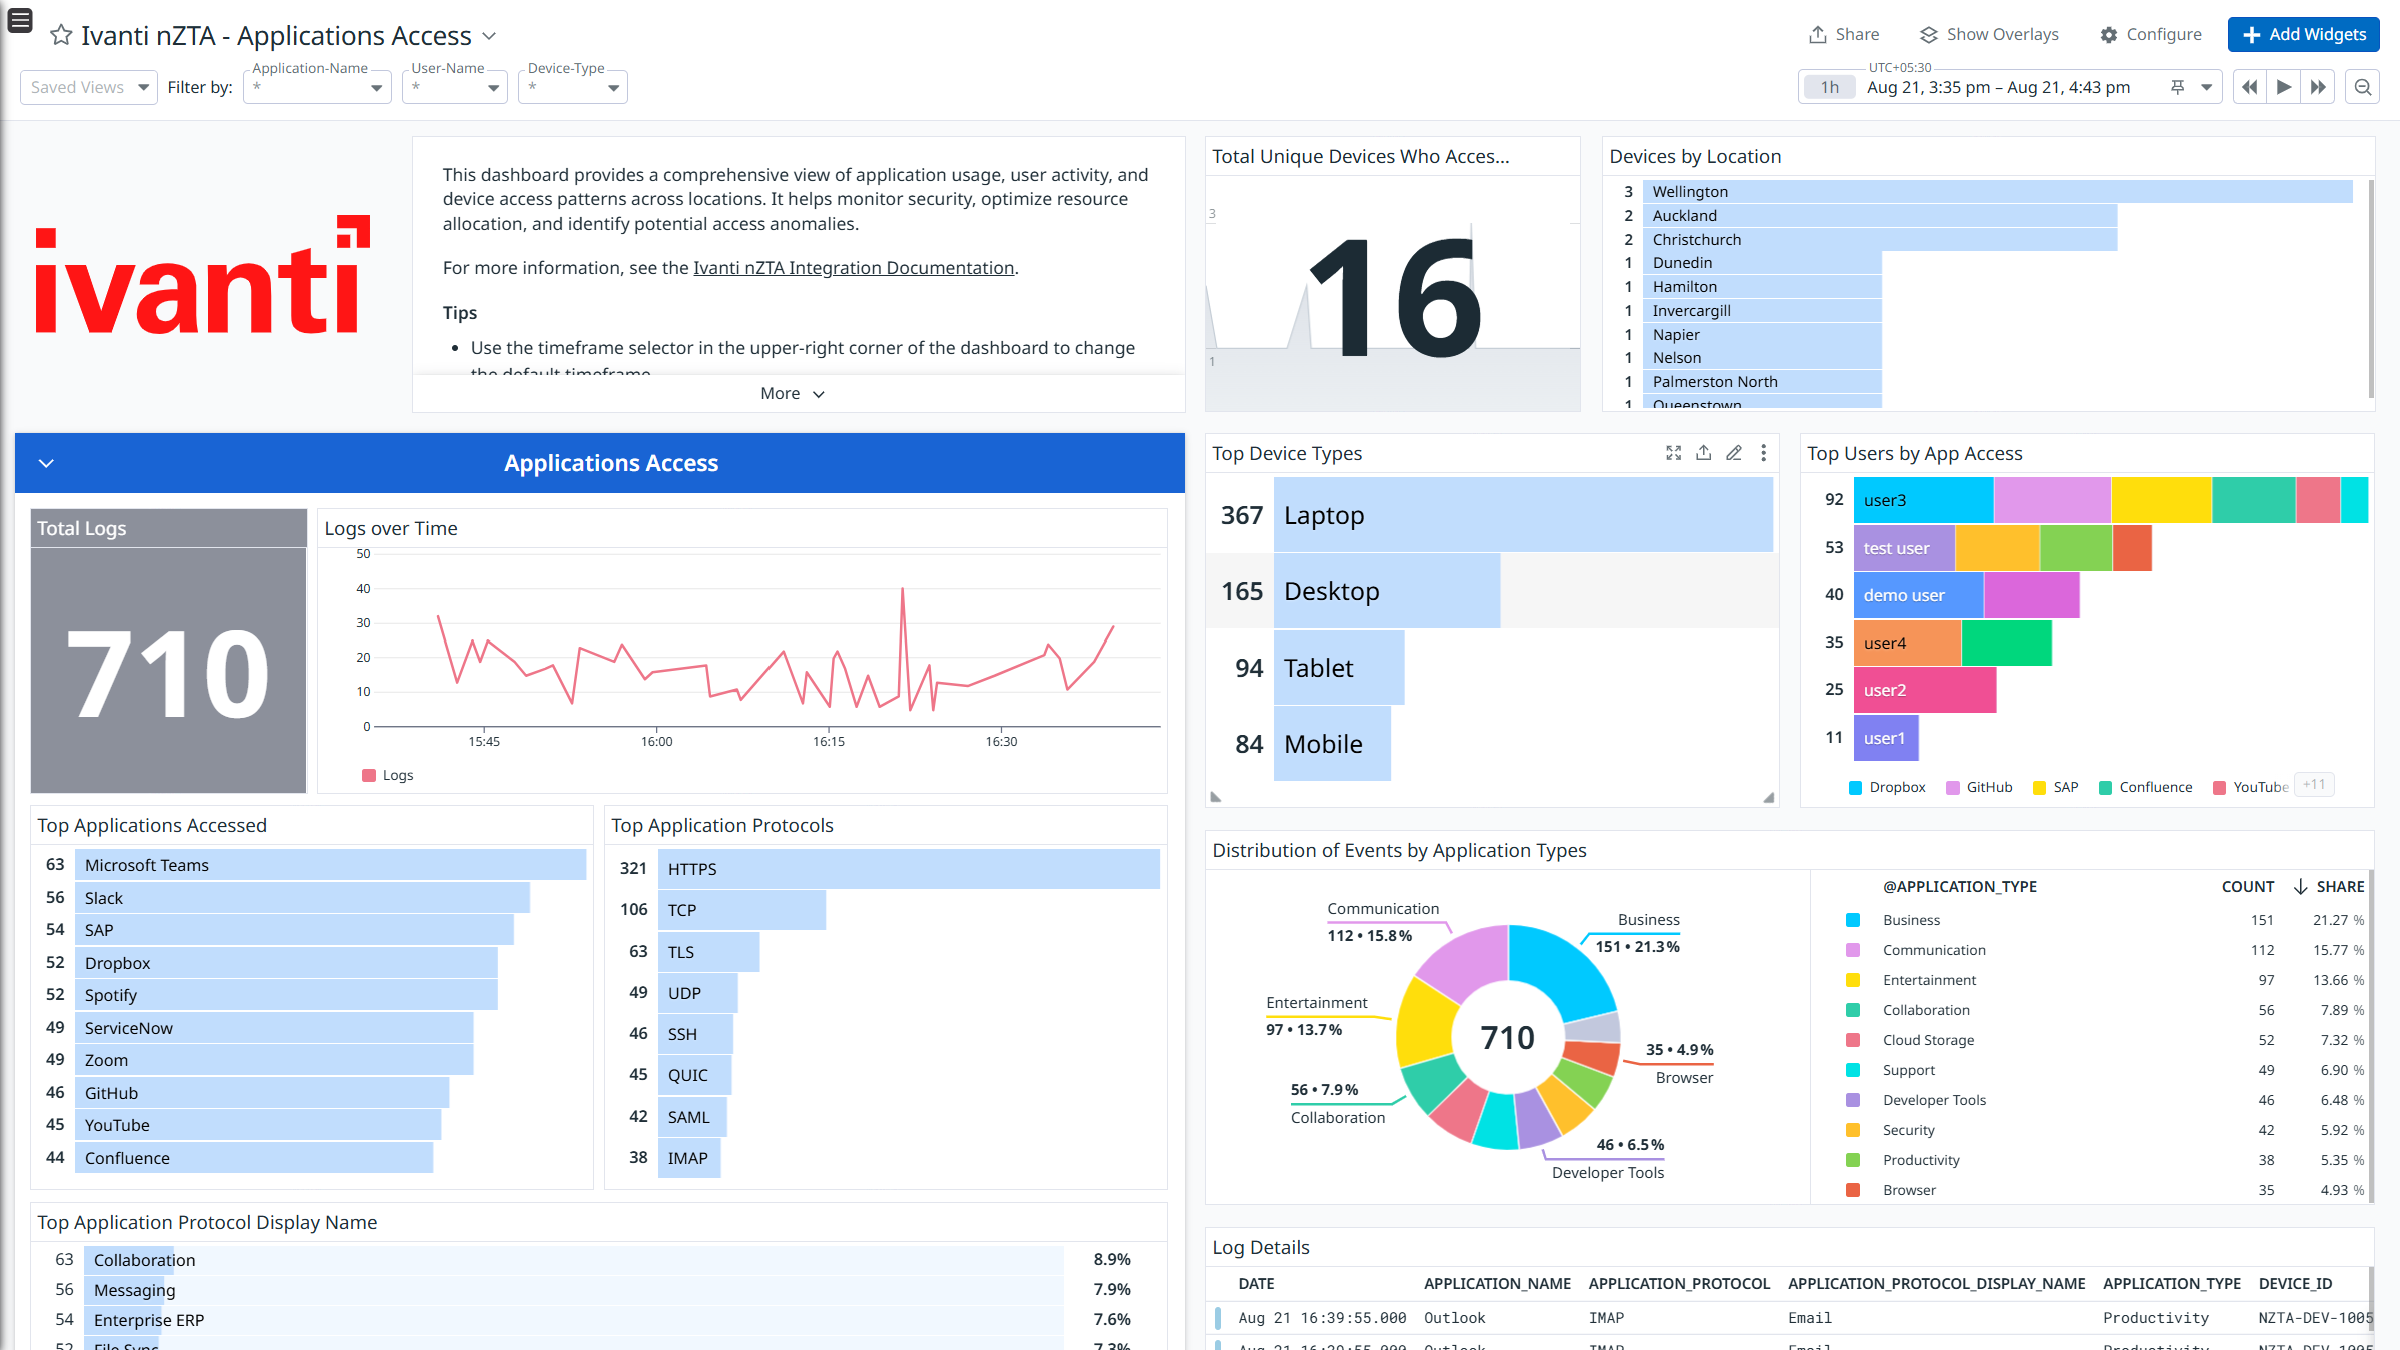 Ivanti nZTA - Applications Access
Share
Show Overlays
Configure
Add Widgets
Saved Views
Filter by:
Application-Name
*
User-Name
*
Device-Type
*
UTC+05:30
1h
Aug 21, 3:35 pm – Aug 21, 4:43 pm
ivanti
This dashboard provides a comprehensive view of application usage, user activity, and
device access patterns across locations. It helps monitor security, optimize resource
allocation, and identify potential access anomalies.
For more information, see the Ivanti nZTA Integration Documentation.
Tips
• Use the timeframe selector in the upper-right corner of the dashboard to change
the default timeframe
More
Total Unique Devices Who Acces...
3
16
1
Devices by Location
3 Wellington
2 Auckland
2 Christchurch
1 Dunedin
1 Hamilton
1 Invercargill
1 Napier
1 Nelson
1 Palmerston North
1 Queenstown
Applications Access
Total Logs
710
Logs over Time
50
40
30
20
10
0
15:45 16:00 16:15 16:30
Logs
Top Device Types
367 Laptop
165 Desktop
94 Tablet
84 Mobile
Top Users by App Access
92 user3
53 test user
40 demo user
35 user4
25 user2
11 user1
Dropbox GitHub SAP Confluence YouTube +11
Top Applications Accessed
63 Microsoft Teams
56 Slack
54 SAP
52 Dropbox
52 Spotify
49 ServiceNow
49 Zoom
46 GitHub
45 YouTube
44 Confluence
Top Application Protocols
321 HTTPS
106 TCP
63 TLS
49 UDP
46 SSH
45 QUIC
42 SAML
38 IMAP
Distribution of Events by Application Types
Communication
112 • 15.8%
Business
151 • 21.3%
Entertainment
97 • 13.7%
710
35 • 4.9%
Browser
56 • 7.9%
Collaboration
46 • 6.5%
Developer Tools
@APPLICATION_TYPE COUNT SHARE
Business 151 21.27 %
Communication 112 15.77 %
Entertainment 97 13.66 %
Collaboration 56 7.89 %
Cloud Storage 52 7.32 %
Support 49 6.90 %
Developer Tools 46 6.48 %
Security 42 5.92 %
Productivity 38 5.35 %
Browser 35 4.93 %
Top Application Protocol Display Name
63 Collaboration 8.9%
56 Messaging 7.9%
54 Enterprise ERP 7.6%
52 File Sync 7.3%
Log Details
DATE APPLICATION_NAME APPLICATION_PROTOCOL APPLICATION_PROTOCOL_DISPLAY_NAME APPLICATION_TYPE DEVICE_ID
Aug 21 16:39:55.000 Outlook IMAP Email Productivity NZTA-DEV-1005
Aug 21 16:39:55.000 Outlook IMAP Email Productivity NZTA-DEV-1005